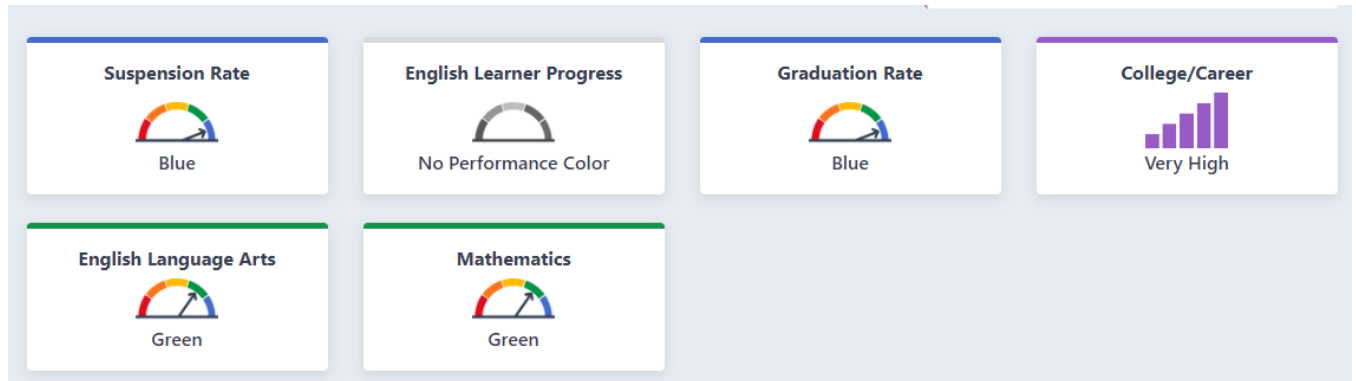 Suspension Rate
Blue
English Learner Progress
No Performance Color
Graduation Rate
Blue
College/Career
Very High
English Language Arts
Green
Mathematics
Green